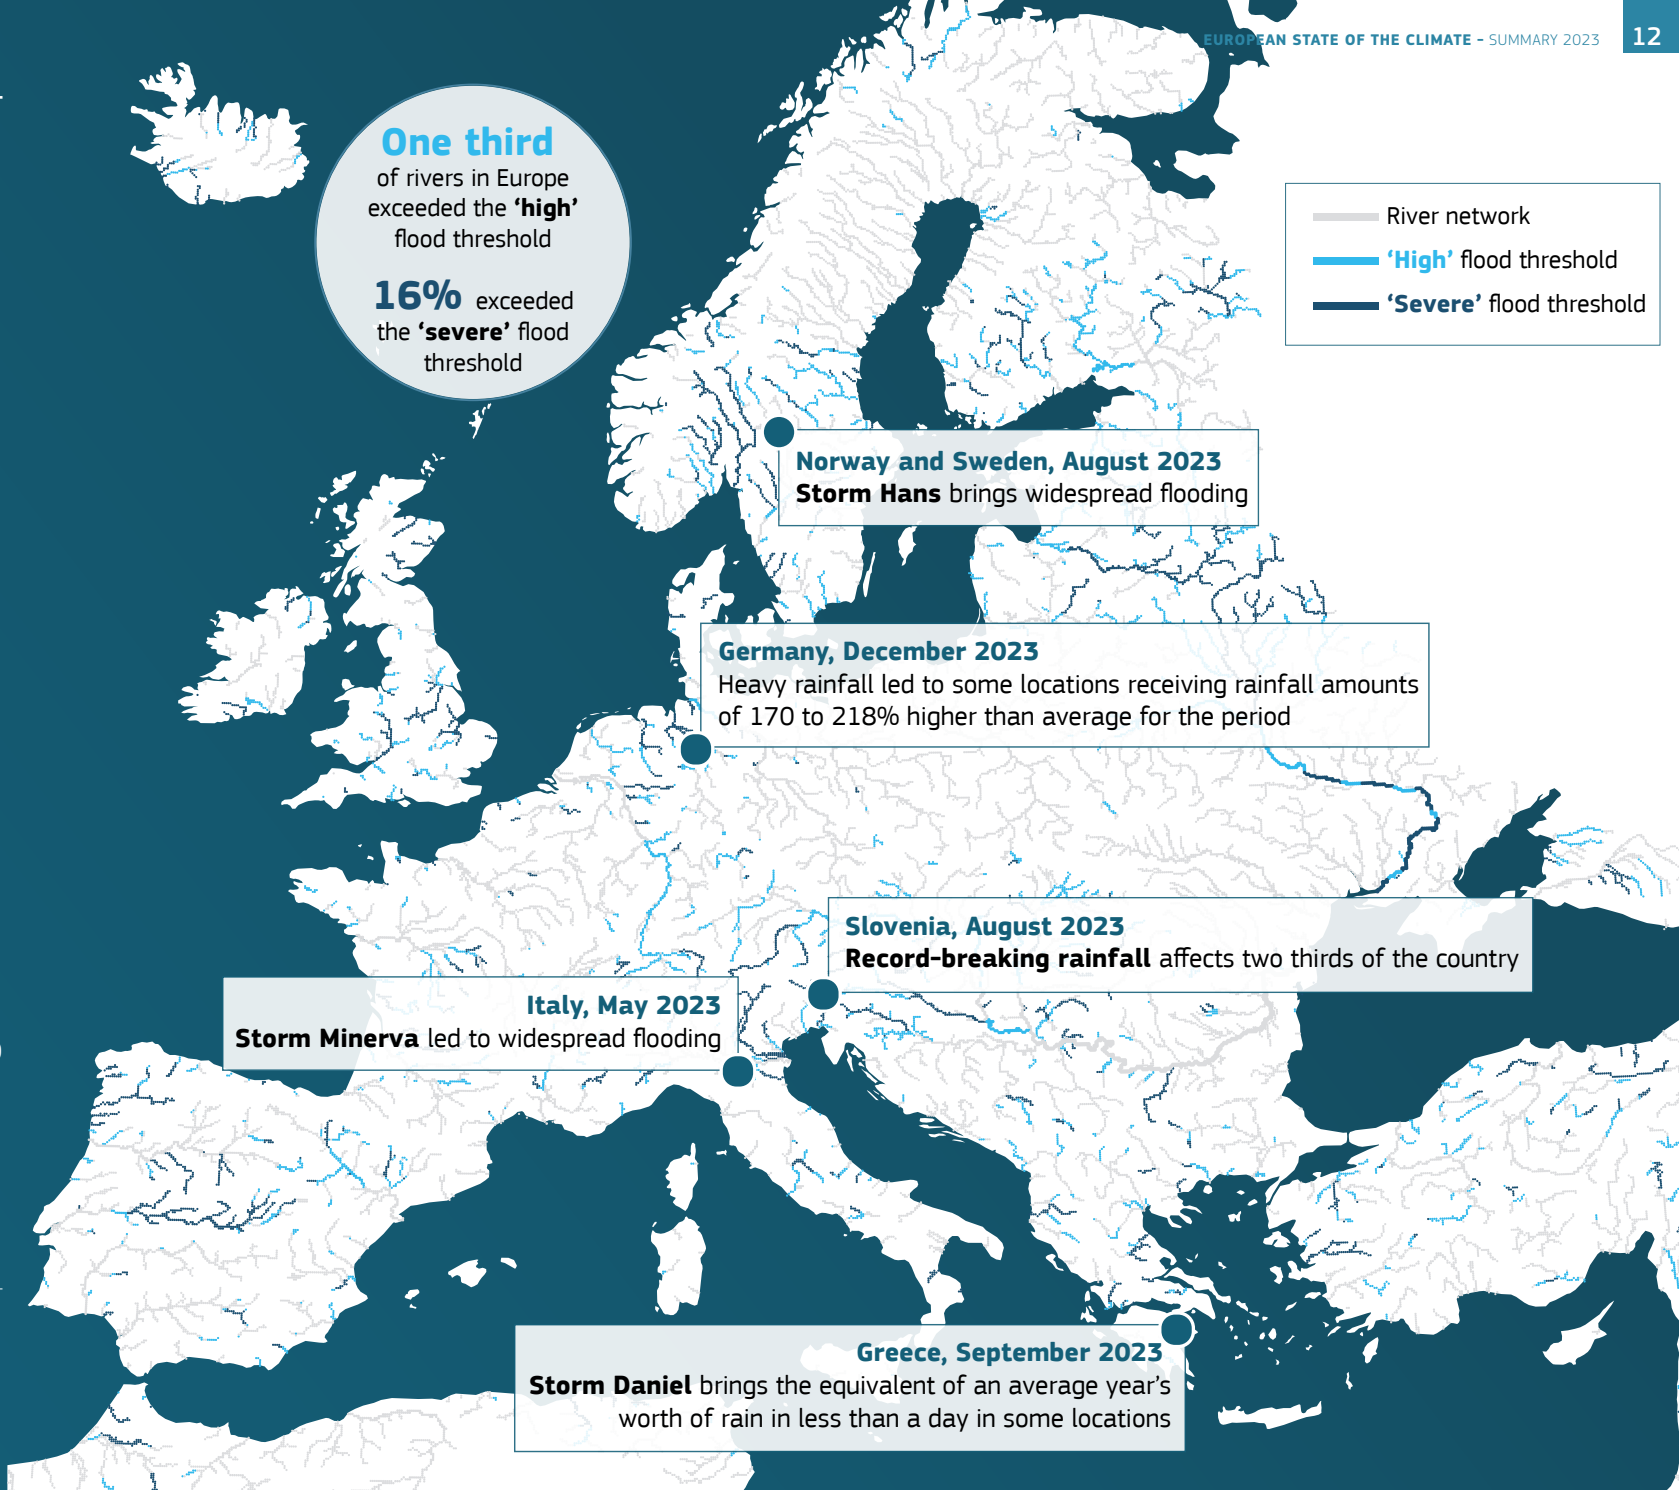 EUROPEAN STATE OF THE CLIMATE - SUMMARY 2023
12
One third
of rivers in Europe
exceeded the ‘high’
flood threshold
16% exceeded
the ‘severe’ flood
threshold
River network
‘High’ flood threshold
‘Severe’ flood threshold
Norway and Sweden, August 2023
Storm Hans brings widespread flooding
Germany, December 2023
Heavy rainfall led to some locations receiving rainfall amounts
of 170 to 218% higher than average for the period
Slovenia, August 2023
Record-breaking rainfall affects two thirds of the country
Italy, May 2023
Storm Minerva led to widespread flooding
Greece, September 2023
Storm Daniel brings the equivalent of an average year’s
worth of rain in less than a day in some locations